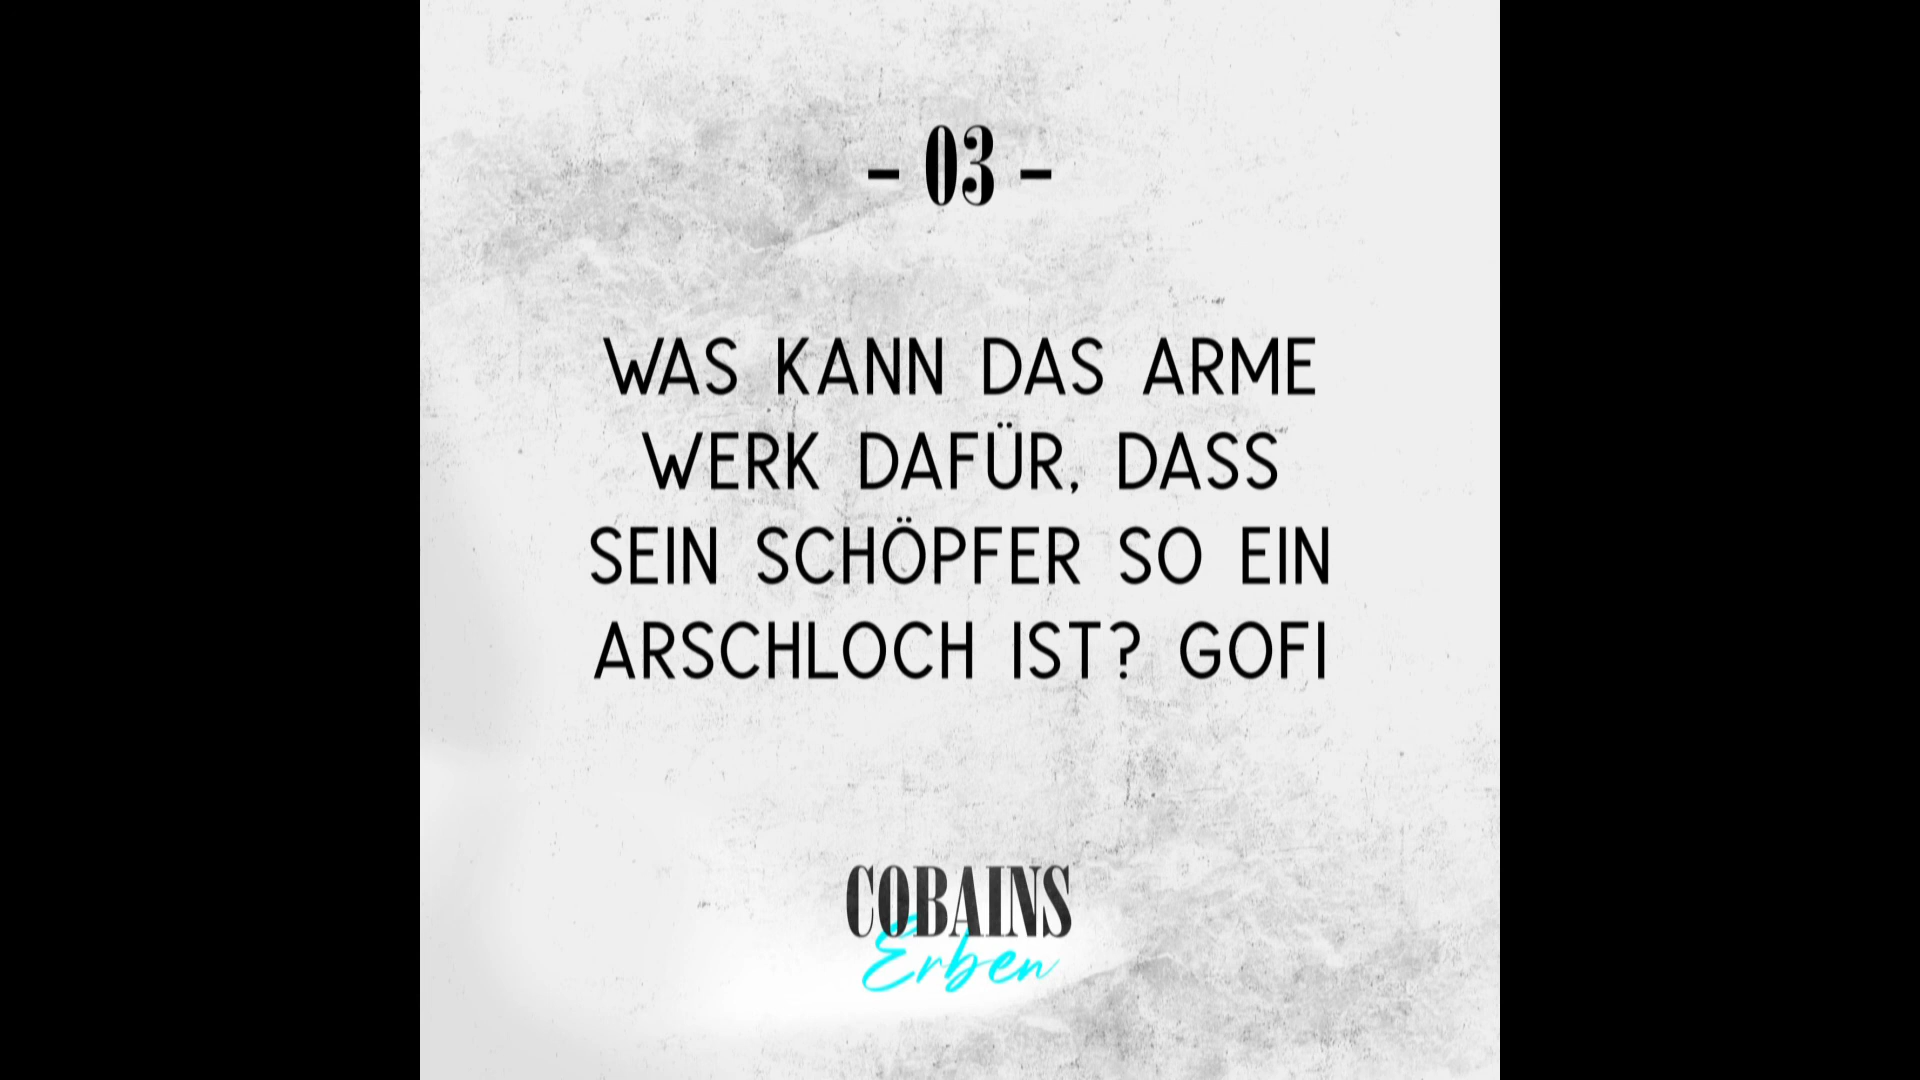 - 03 -
WAS KANN DAS ARME
WERK DAFÜR, DASS
SEIN SCHÖPFER SO EIN
ARSCHLOCH IST? GOFI
COBAINS
Erben